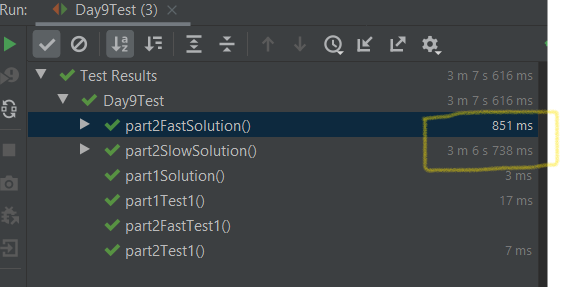 Run: Day9Test (3) ×
Test Results 3 m 7 s 616 ms
Day9Test 3 m 7 s 616 ms
part2FastSolution() 851 ms
part2SlowSolution() 3 m 6 s 738 ms
part1Solution() 3 ms
part1Test1() 17 ms
part2FastTest1()
part2Test1() 7 ms